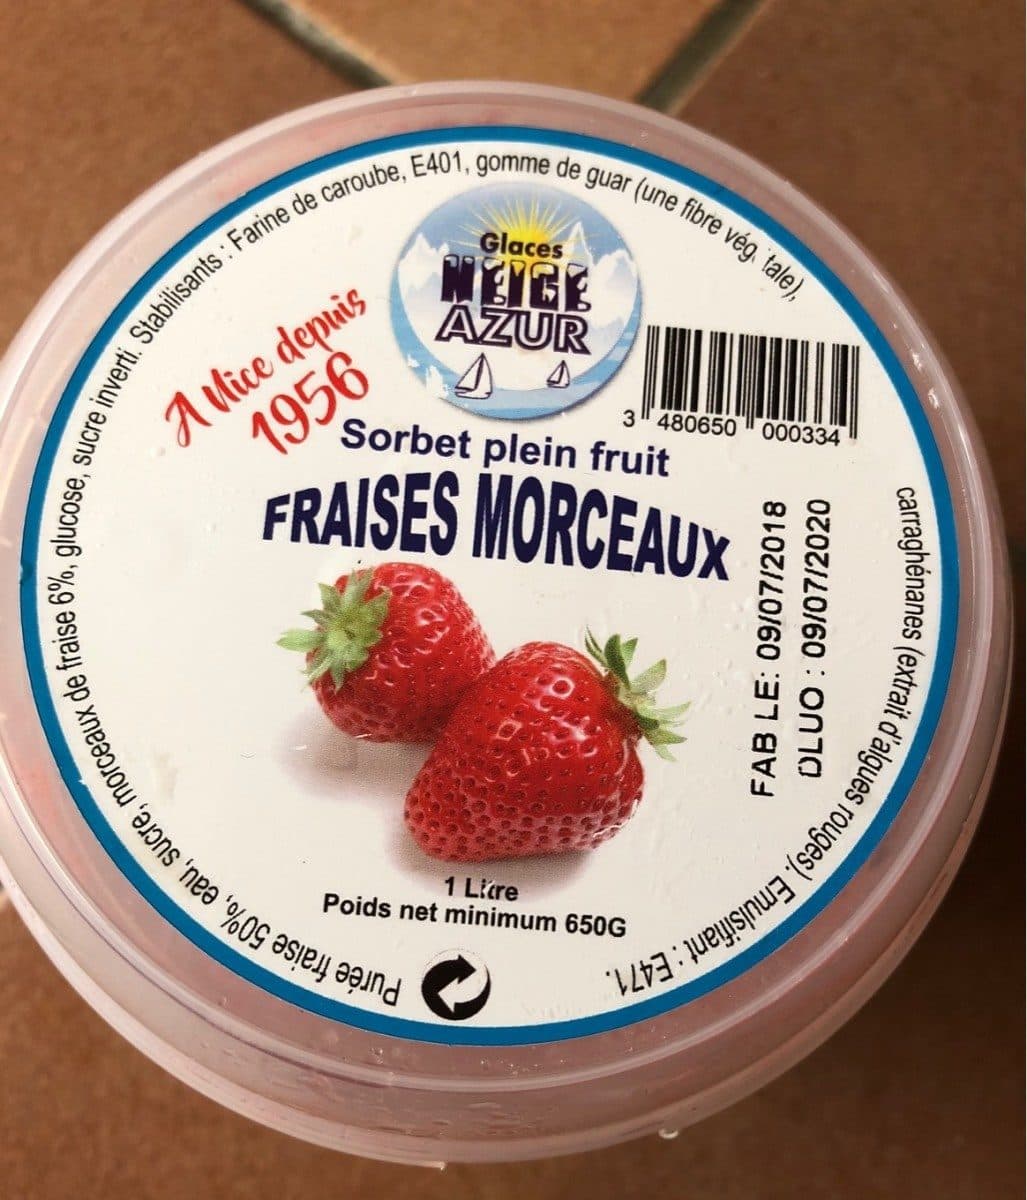 Glaces
NEIGE
AZUR
A Nice depuis
1956
3 480650 000334
Sorbet plein fruit
FRAISES MORCEAUX
FAB LE: 09/07/2018
DLUO : 09/07/2020
1 Litre
Poids net minimum 650G
Purée fraise 50%, eau, sucre, morceaux de fraise 6%, glucose, sucre inverti. Stabilisants : Farine de caroube, E401, gomme de guar (une fibre vég tale), carraghénanes (extrait d'algues rouges). Emulsifiant : E471.